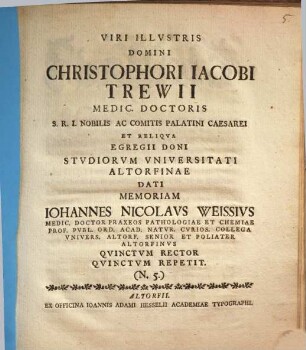 5
VIRI ILLVSTRIS
DOMINI
CHRISTOPHORI IACOBI
TREWII
MEDIC. DOCTORIS
S. R. I. NOBILIS AC COMITIS PALATINI CAESAREI
ET RELIQVA
EGREGII DONI
STVDIORVM VNIVERSITATI
ALTORFINAE
DATI
MEMORIAM
IOHANNES NICOLAVS WEISSIVS
MEDIC. DOCTOR PRAXEOS PATHOLOGIAE ET CHEMIAE
PROF. PVBL. ORD. ACAD. NATVR. CVRIOS. COLLEGA
VNIVERS. ALTORF. SENIOR ET POLIATER
ALTORFINVS
QVINCTVM RECTOR
QVINCTVM REPETIT.
(N. 5.)
ALTORFII.
EX OFFICINA IOANNIS ADAMI HESSELII ACADEMIAE TYPOGRAPHI.